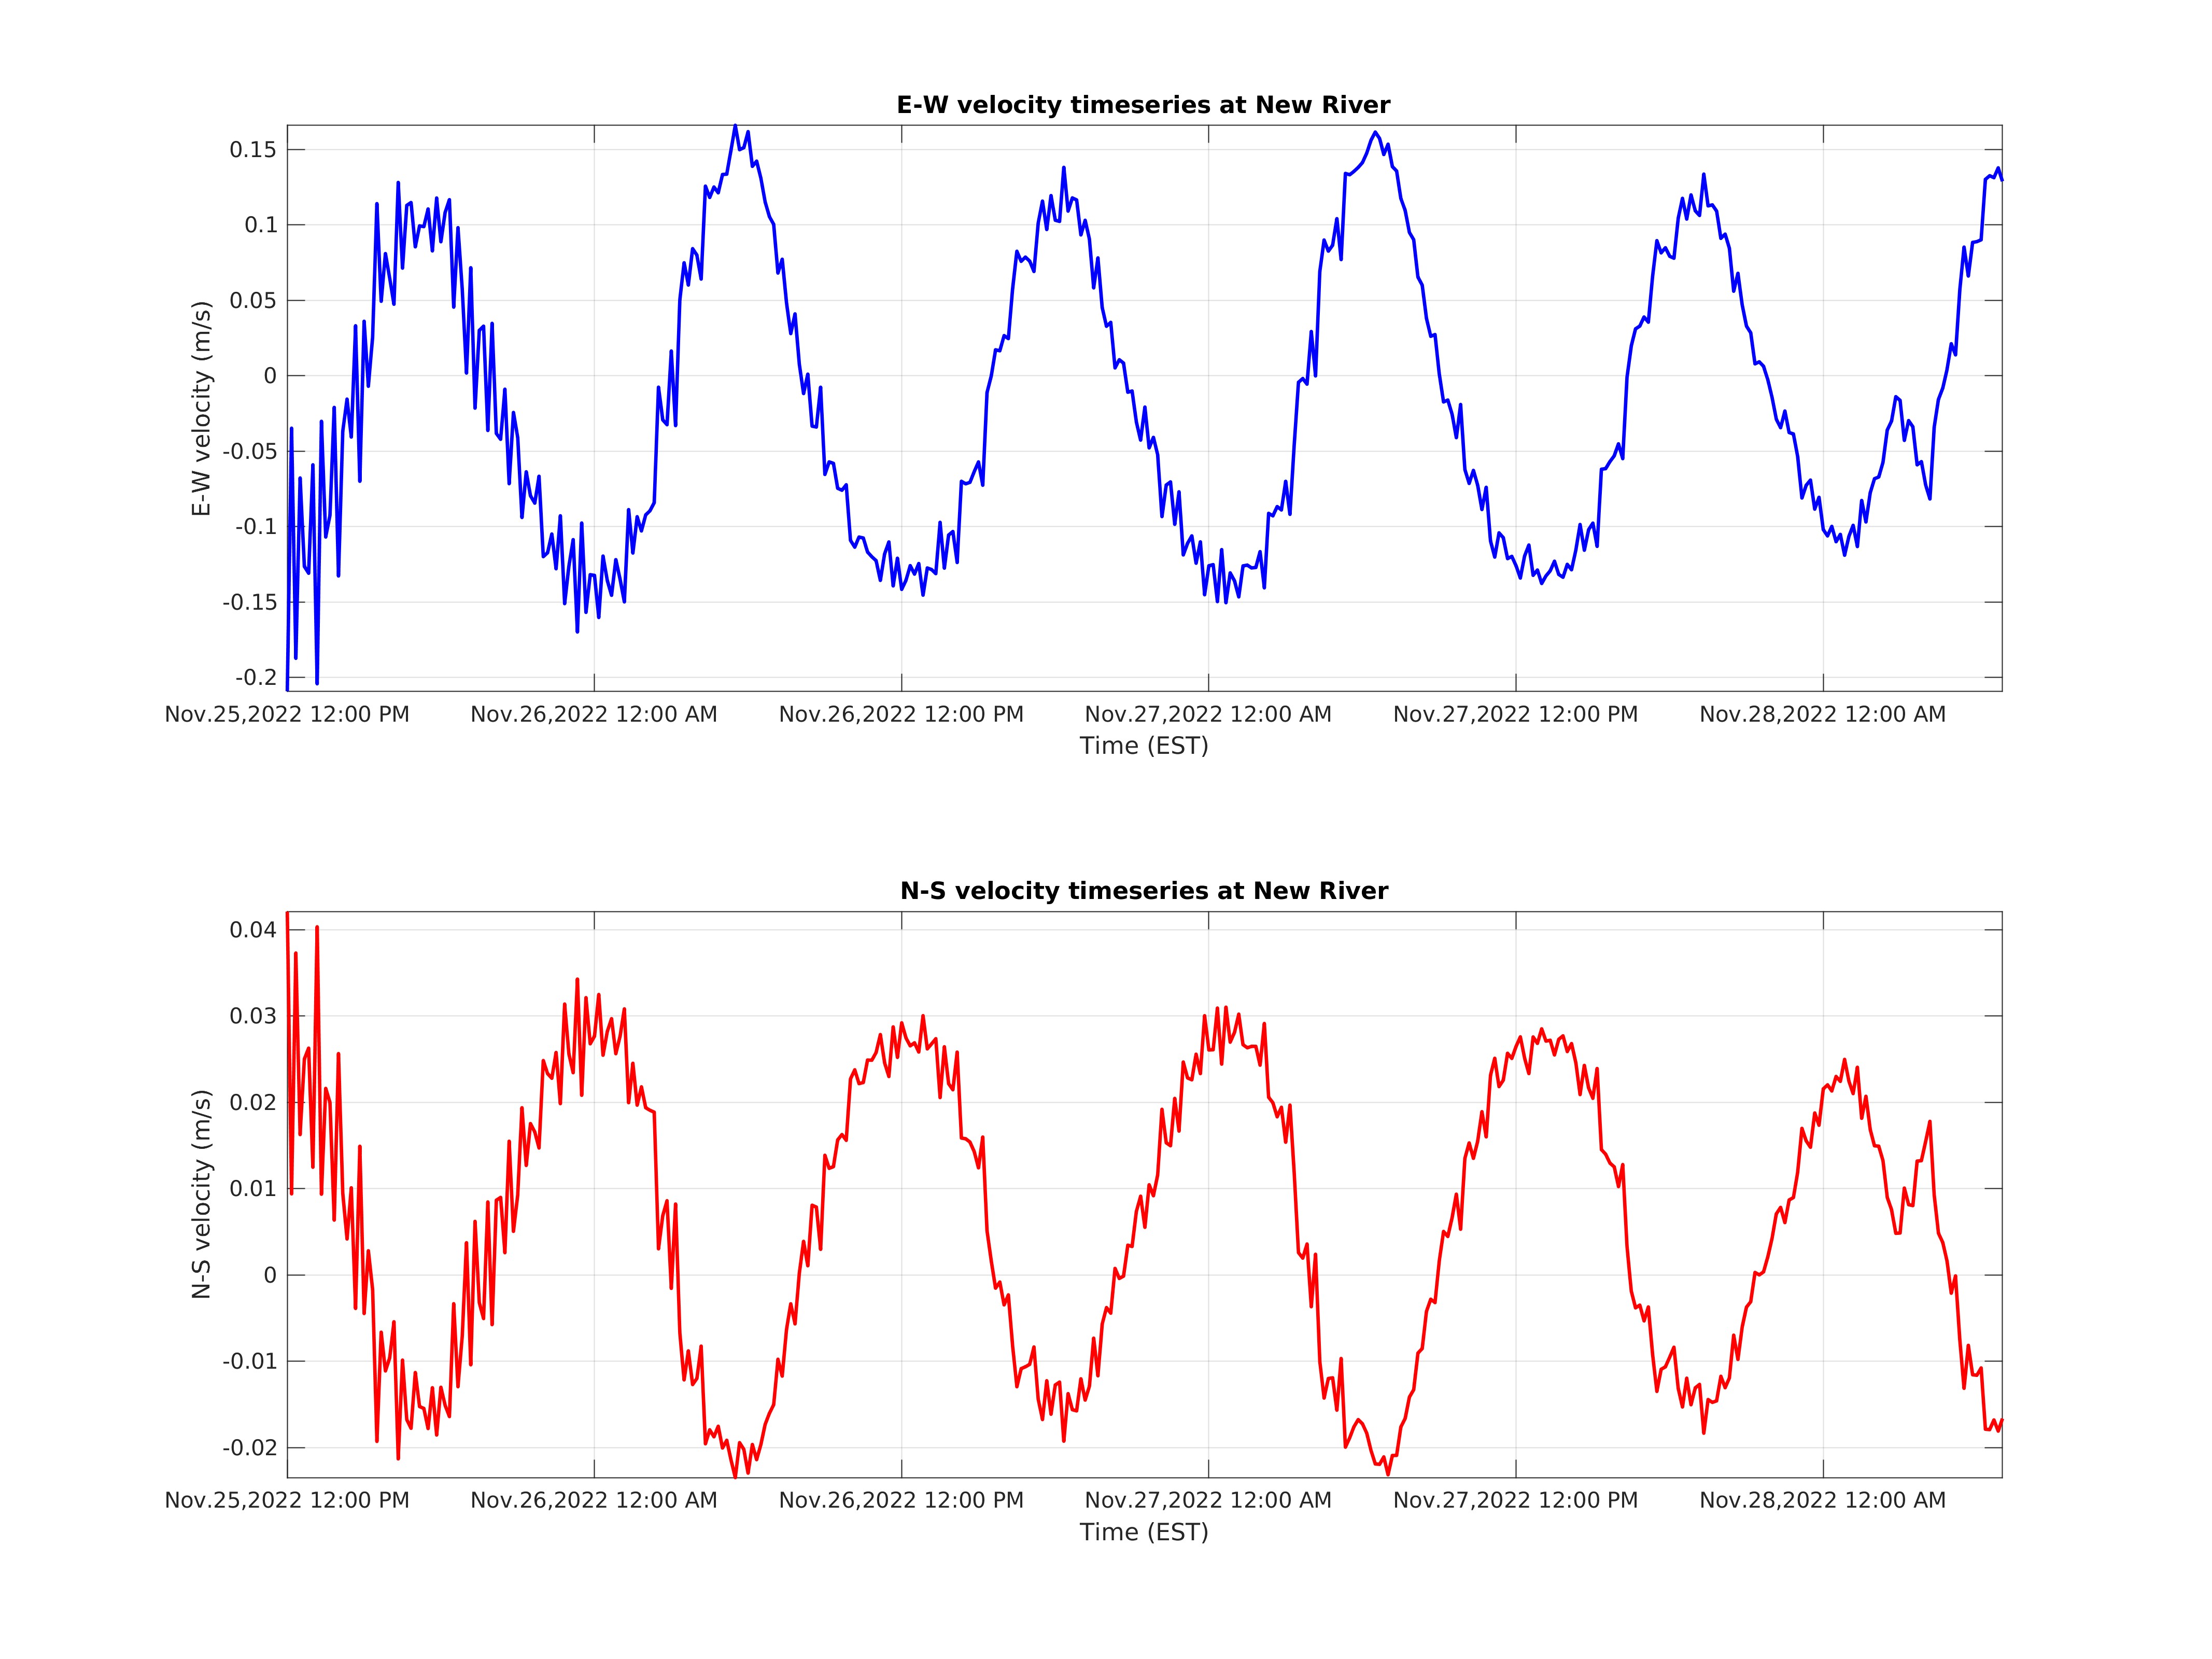 E-W velocity timeseries at New River
E-W velocity (m/s)
0.15
0.1
0.05
0
-0.05
-0.1
-0.15
-0.2
Nov.25,2022 12:00 PM
Nov.26,2022 12:00 AM
Nov.26,2022 12:00 PM
Nov.27,2022 12:00 AM
Nov.27,2022 12:00 PM
Nov.28,2022 12:00 AM
Time (EST)
N-S velocity timeseries at New River
N-S velocity (m/s)
0.04
0.03
0.02
0.01
0
-0.01
-0.02
Nov.25,2022 12:00 PM
Nov.26,2022 12:00 AM
Nov.26,2022 12:00 PM
Nov.27,2022 12:00 AM
Nov.27,2022 12:00 PM
Nov.28,2022 12:00 AM
Time (EST)